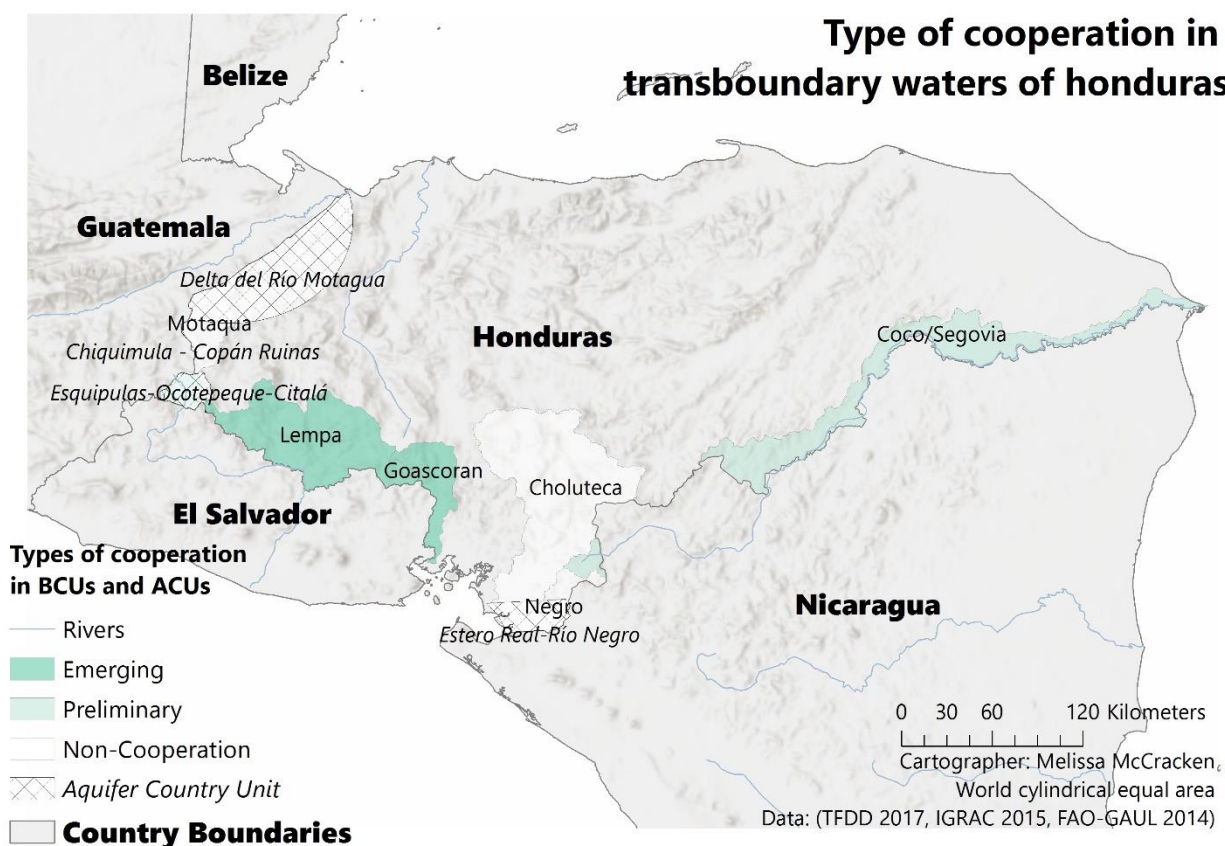 Type of cooperation in
transboundary waters of honduras
Belize
Guatemala
Delta del Río Motagua
Motaqua
Honduras
Coco/Segovia
Chiquimula - Copán Ruinas
Esquipulas-Ocotepeque-Citalá
Lempa
Goascoran
Choluteca
El Salvador
Negro
Estero Real-Río Negro
Nicaragua
Types of cooperation
in BCUs and ACUs
Rivers
Emerging
Preliminary
Non-Cooperation
Aquifer Country Unit
Country Boundaries
0 30 60 120 Kilometers
Cartographer: Melissa McCracken
World cylindrical equal area
Data: (TFDD 2017, IGRAC 2015, FAO-GAUL 2014)